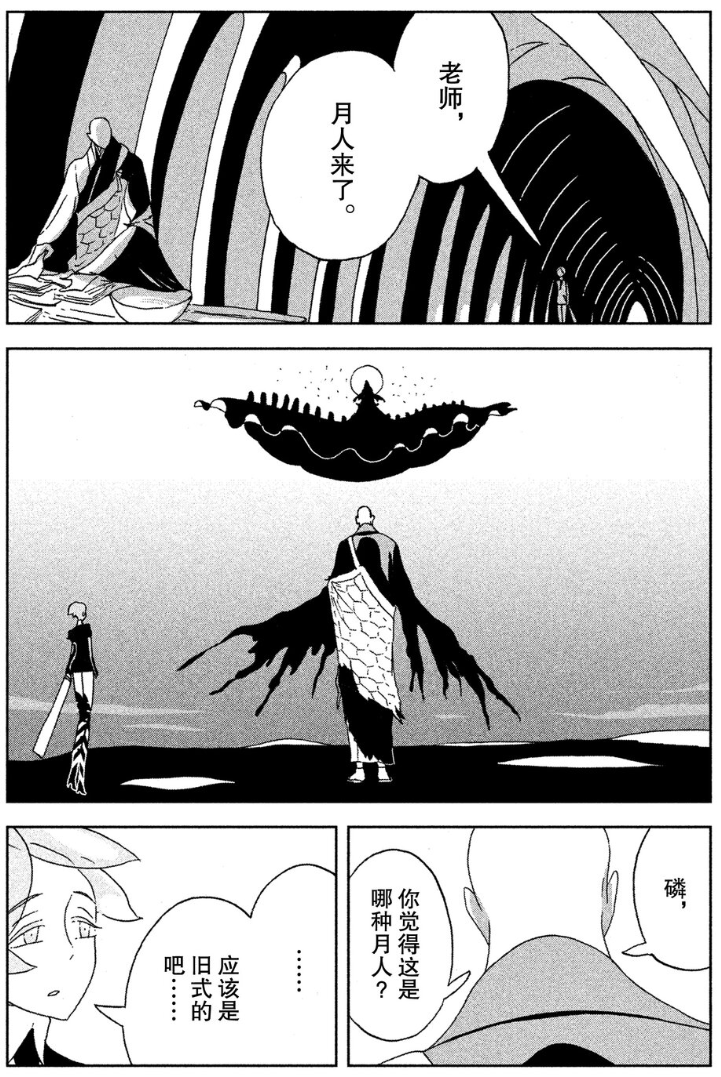 老师，
月人来了。
磷，
你觉得这是
哪种月人？
……
应该是
旧式的
吧……